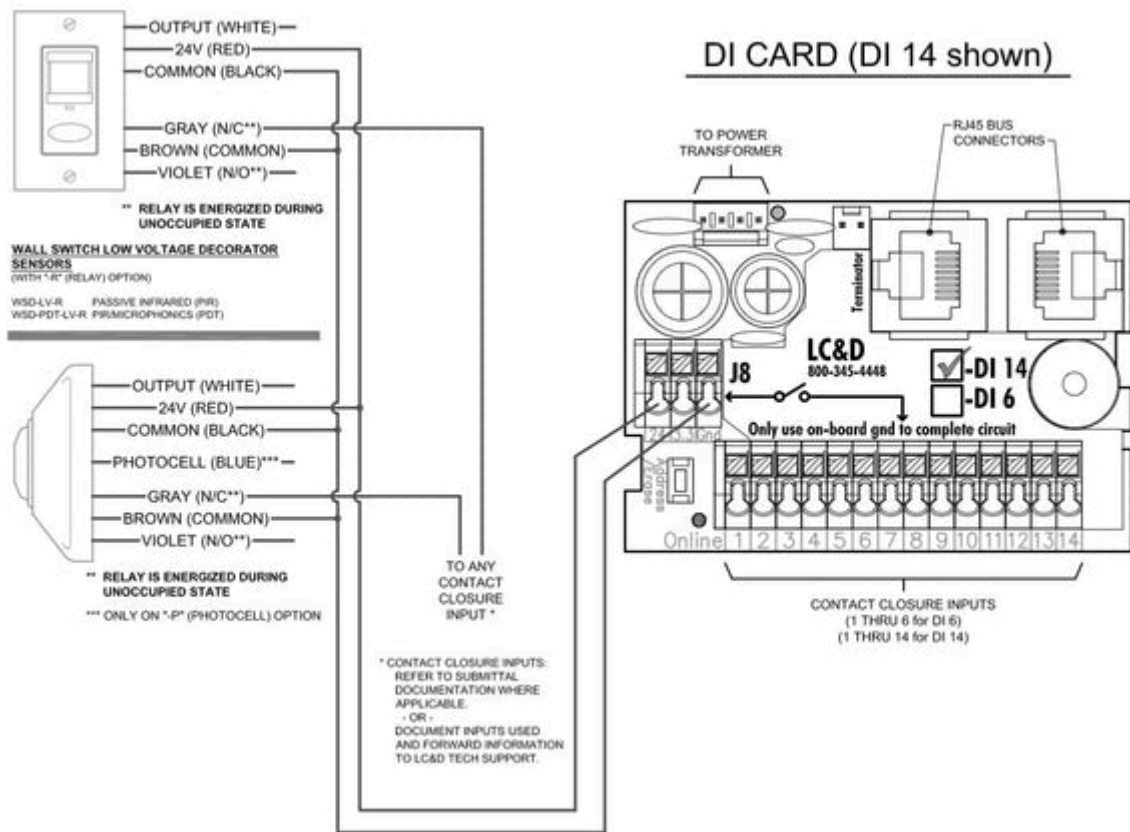 OUTPUT (WHITE)
24V (RED)
COMMON (BLACK)
GRAY (N/C**)
BROWN (COMMON)
VIOLET (N/O**)
** RELAY IS ENERGIZED DURING
UNOCCUPIED STATE
WALL SWITCH LOW VOLTAGE DECORATOR
SENSORS
(WITH "-R" (RELAY) OPTION)
WSD-LV-R PASSIVE INFRARED (PIR)
WSD-PDT-LV-R PIR/MICROPHONICS (PDT)
OUTPUT (WHITE)
24V (RED)
COMMON (BLACK)
PHOTOCELL (BLUE)***
GRAY (N/C**)
BROWN (COMMON)
VIOLET (N/O**)
** RELAY IS ENERGIZED DURING
UNOCCUPIED STATE
*** ONLY ON "-P" (PHOTOCELL) OPTION
TO ANY
CONTACT
CLOSURE
INPUT *
* CONTACT CLOSURE INPUTS:
REFER TO SUBMITTAL
DOCUMENTATION WHERE
APPLICABLE.
- OR -
DOCUMENT INPUTS USED
AND FORWARD INFORMATION
TO LC&D TECH SUPPORT.
DI CARD (DI 14 shown)
TO POWER
TRANSFORMER
RJ45 BUS
CONNECTORS
Terminator
J8
LC&D
800-345-4448
-DI 14
-DI 6
Only use on-board gnd to complete circuit
Gnd
Address
/Erase
Online 1 2 3 4 5 6 7 8 9 10 11 12 13 14
CONTACT CLOSURE INPUTS
(1 THRU 6 for DI 6)
(1 THRU 14 for DI 14)